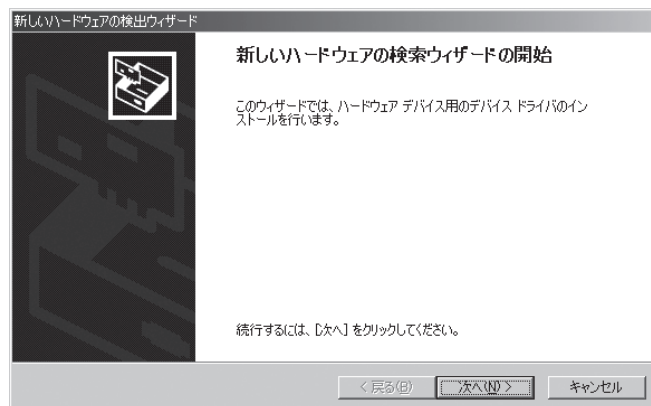 新しいハードウェアの検出ウィザード
新しいハードウェアの検索ウィザードの開始
このウィザードでは、ハードウェア デバイス用のデバイス ドライバのイン
ストールを行います。
続行するには、[次へ] をクリックしてください。
< 戻る(B)
次へ(N) >
キャンセル